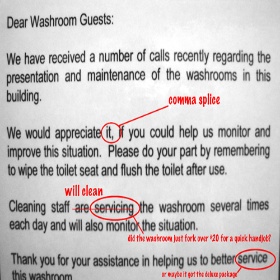 Dear Washroom Guests:
We have received a number of calls recently regarding the
presentation and maintenance of the washrooms in this
building.
comma splice
We would appreciate it, if you could help us monitor and
improve this situation. Please do your part by remembering
to wipe the toilet seat and flush the toilet after use.
will clean
Cleaning staff are servicing the washroom several times
did the washroom just fork over $20 for a quick handjob?
each day and will also monitor the situation.
Thank you for your assistance in helping us to better service
or maybe it got the deluxe package
this washroom